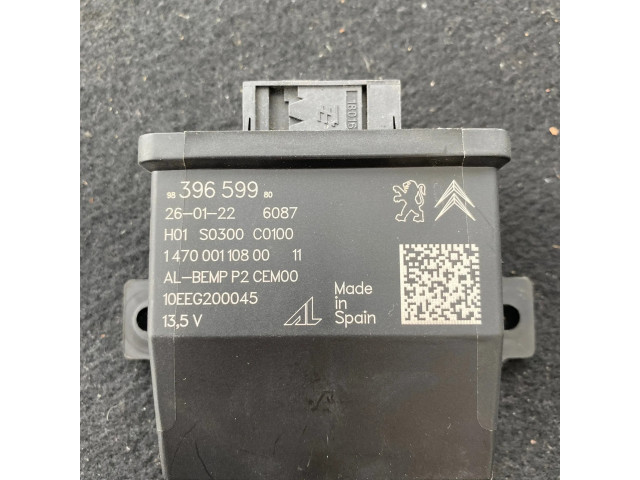 98 396 599 80
26-01-22 6087
H01 S0300 C0100
1 470 001 108 00 11
AL-BEMP P2 CEM00
10EEG200045
13,5 V
AL
Made
in
Spain